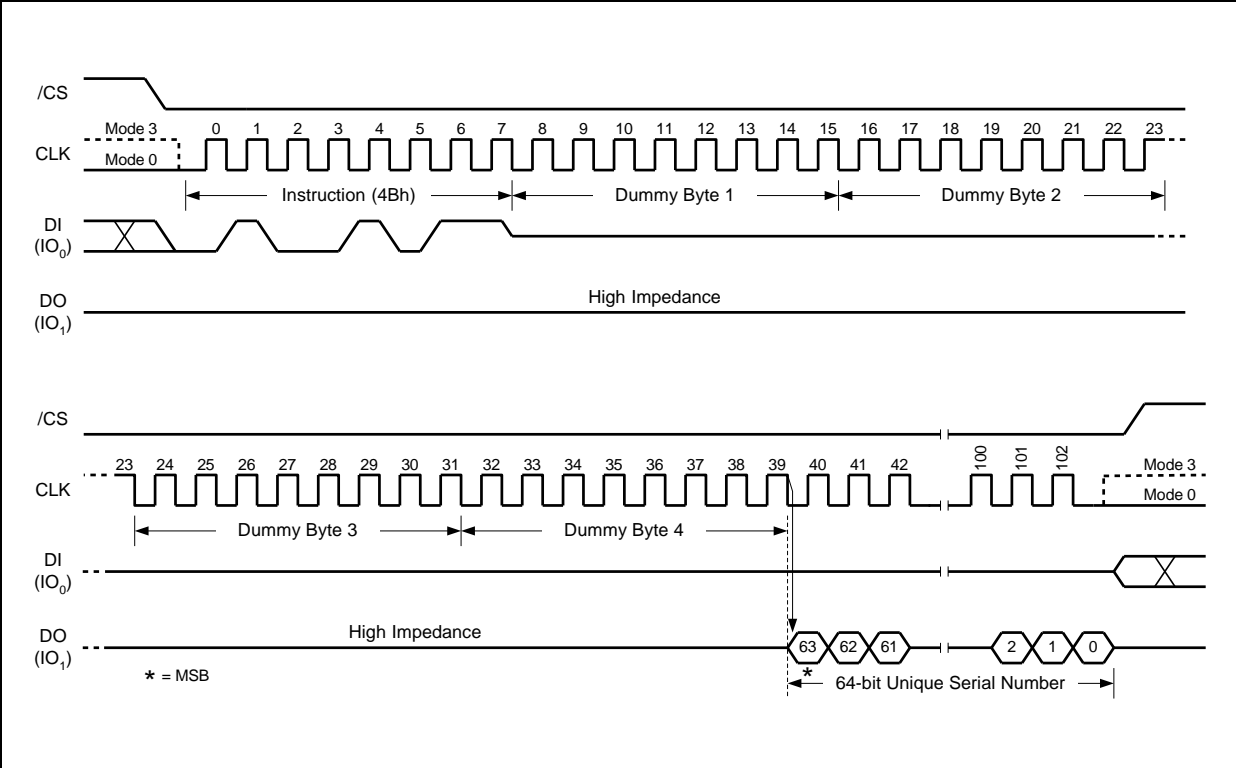 /CS
Mode 3
0 1 2 3 4 5 6 7 8 9 10 11 12 13 14 15 16 17 18 19 20 21 22 23
CLK
Mode 0
Instruction (4Bh) Dummy Byte 1 Dummy Byte 2
DI
(IO0)
High Impedance
DO
(IO1)
/CS
23 24 25 26 27 28 29 30 31 32 33 34 35 36 37 38 39 40 41 42 100 101 102
Mode 3
CLK
Mode 0
Dummy Byte 3 Dummy Byte 4
DI
(IO0)
High Impedance
DO
(IO1)
63 62 61 2 1 0
* = MSB
*
64-bit Unique Serial Number